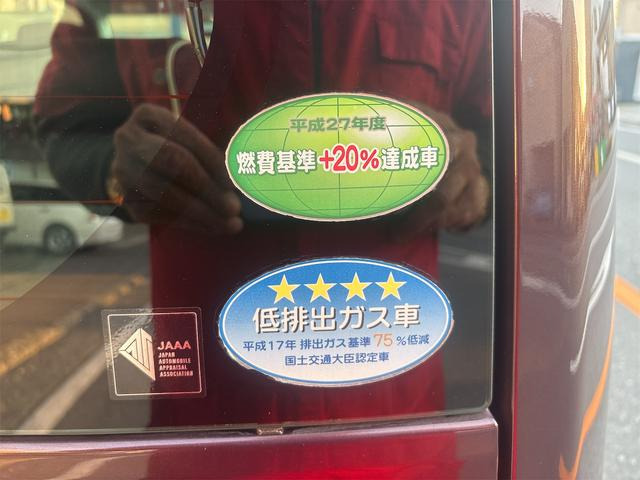 平成27年度
燃費基準+20%達成車
低排出ガス車
平成17年 排出ガス基準75%低減
国土交通大臣認定車
JAAA
JAPAN
AUTOMOBILE
APPRAISAL
ASSOCIATION